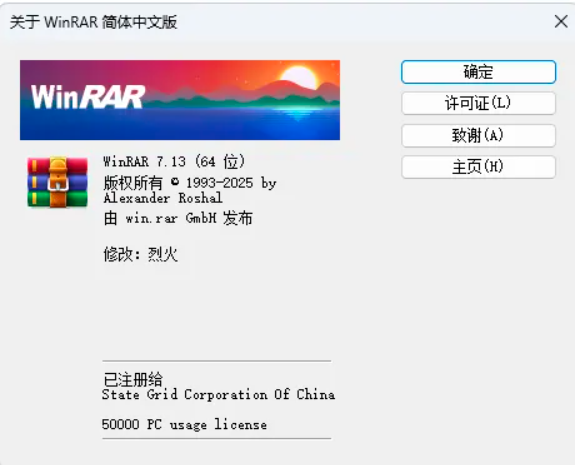 关于 WinRAR 简体中文版
WinRAR
确定
许可证(L)
致谢(A)
主页(H)
WinRAR 7.13 (64 位)
版权所有 © 1993-2025 by
Alexander Roshal
由 win.rar GmbH 发布
修改: 烈火
已注册给
State Grid Corporation Of China
50000 PC usage license